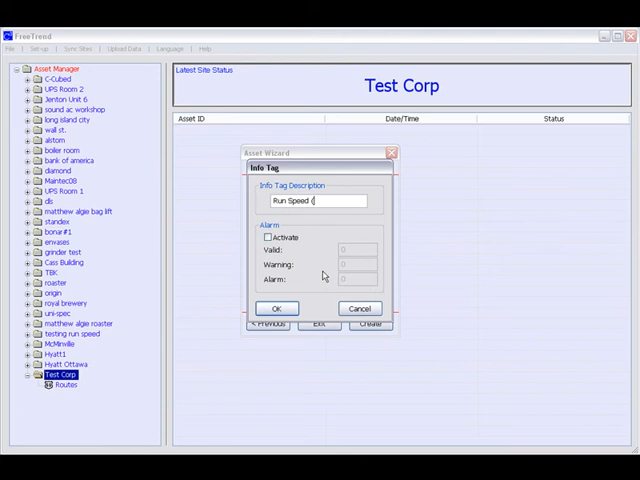 FreeTrend
File Set-up Sync Sites Upload Data Language Help
Asset Manager
C-Cubed
UPS Room 2
Jenton Unit 6
sound ac workshop
long island city
wall st.
alstom
boiler room
bank of america
diamond
Maintec08
UPS Room 1
dls
matthew algie bag lift
standex
bonar#1
envases
grinder test
Cass Building
TBK
roaster
origin
royal brewery
uni-spec
matthew algie roaster
testing run speed
McMinville
Hyatt1
Hyatt Ottawa
Test Corp
Routes
Latest Site Status
Test Corp
Asset ID Date/Time Status
Asset Wizard
Info Tag
Info Tag Description
Run Speed (
Alarm
Activate
Valid: 0
Warning: 0
Alarm: 0
OK Cancel
< Previous Exit Create